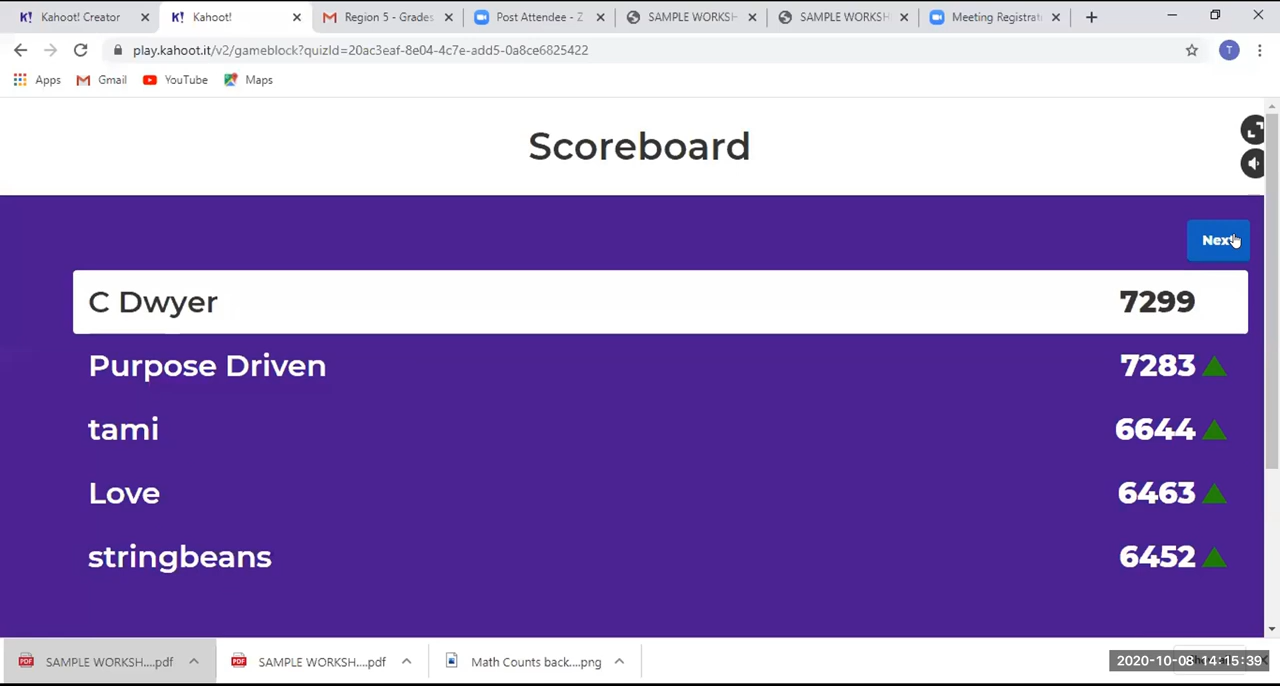 K! Kahoot! Creator
K! Kahoot!
Region 5 - Grades
Post Attendee - Z
SAMPLE WORKSH
SAMPLE WORKSH
Meeting Registrat
play.kahoot.it/v2/gameblock?quizId=20ac3eaf-8e04-4c7e-add5-0a8ce6825422
T
Apps
Gmail
YouTube
Maps
Scoreboard
Next
C Dwyer 7299
Purpose Driven 7283
tami 6644
Love 6463
stringbeans 6452
SAMPLE WORKSH....pdf
SAMPLE WORKSH....pdf
Math Counts back....png
2020-10-08 14:15:39